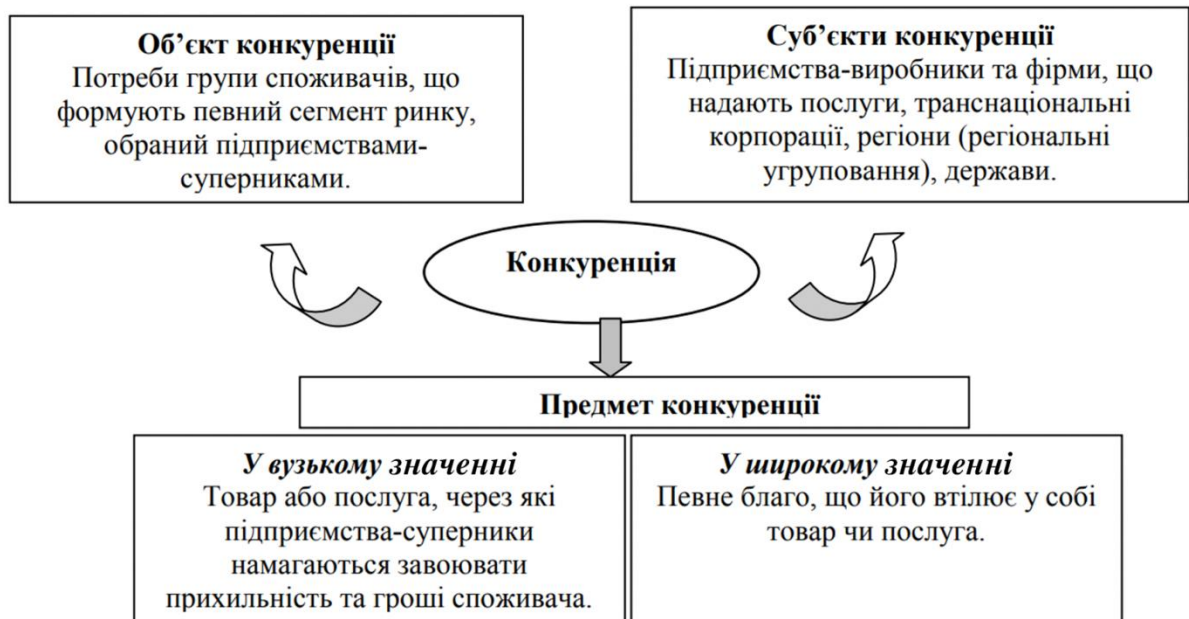 Об’єкт конкуренції
Потреби групи споживачів, що
формують певний сегмент ринку,
обраний підприємствами-
суперниками.
Суб’єкти конкуренції
Підприємства-виробники та фірми, що
надають послуги, транснаціональні
корпорації, регіони (регіональні
угруповання), держави.
Конкуренція
Предмет конкуренції
У вузькому значенні
Товар або послуга, через які
підприємства-суперники
намагаються завоювати
прихильність та гроші споживача.
У широкому значенні
Певне благо, що його втілює у собі
товар чи послуга.